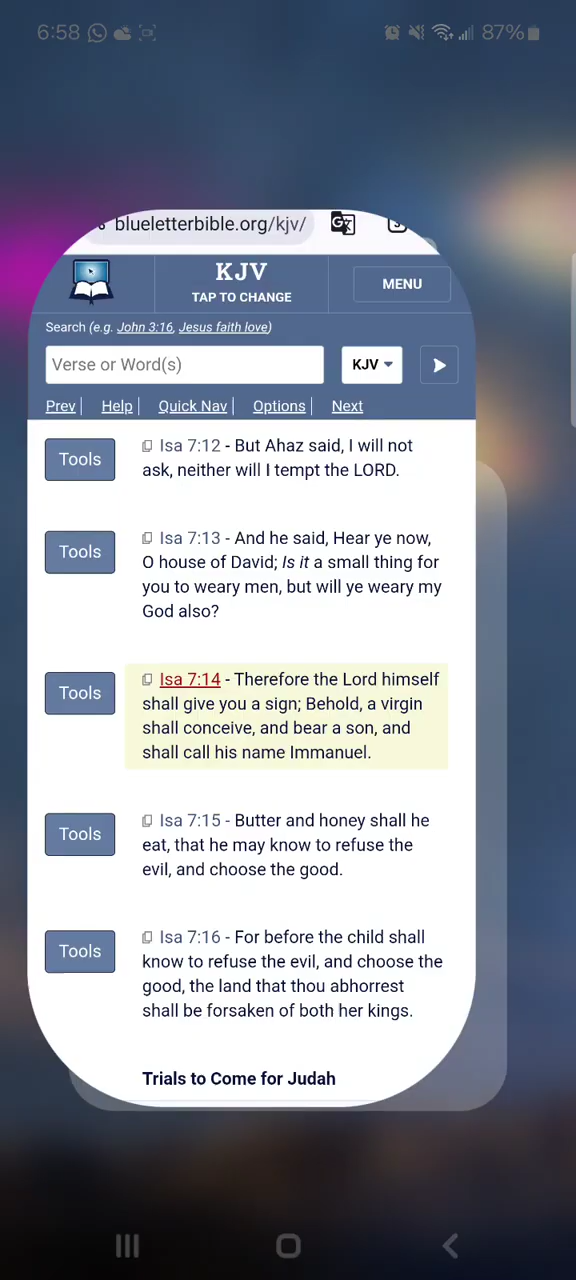 6:58
87%
blueletterbible.org/kjv/
KJV
TAP TO CHANGE
MENU
Search (e.g. John 3:16, Jesus faith love)
Verse or Word(s)
KJV
Prev | Help | Quick Nav | Options | Next
Tools
Isa 7:12 - But Ahaz said, I will not
ask, neither will I tempt the LORD.
Tools
Isa 7:13 - And he said, Hear ye now,
O house of David; Is it a small thing for
you to weary men, but will ye weary my
God also?
Tools
Isa 7:14 - Therefore the Lord himself
shall give you a sign; Behold, a virgin
shall conceive, and bear a son, and
shall call his name Immanuel.
Tools
Isa 7:15 - Butter and honey shall he
eat, that he may know to refuse the
evil, and choose the good.
Tools
Isa 7:16 - For before the child shall
know to refuse the evil, and choose the
good, the land that thou abhorrest
shall be forsaken of both her kings.
Trials to Come for Judah